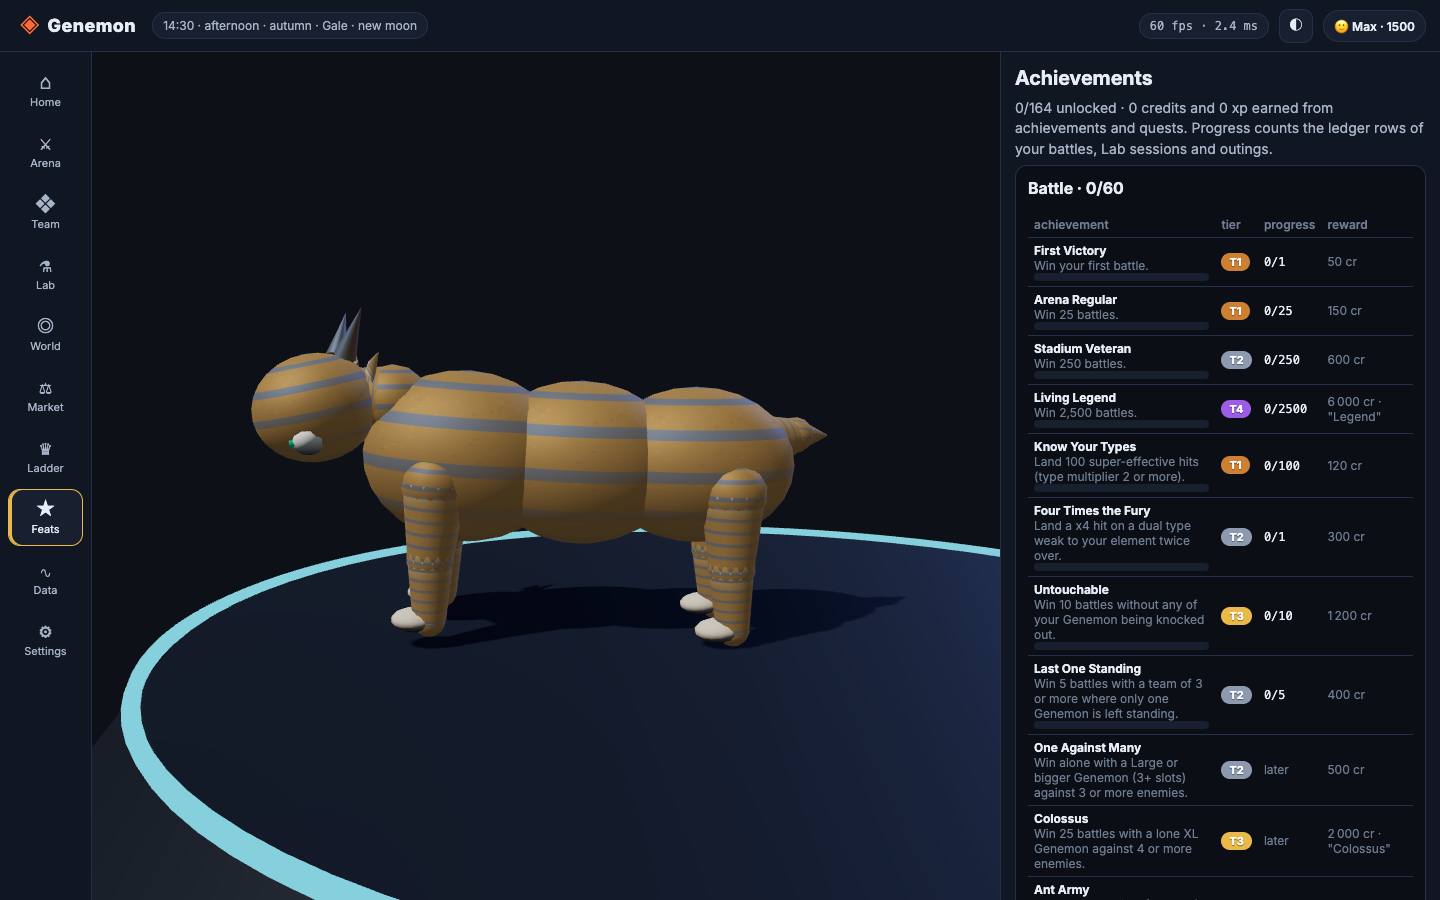 Genemon
14:30 · afternoon · autumn · Gale · new moon
60 fps · 2.4 ms
Max · 1500
Home
Arena
Team
Lab
World
Market
Ladder
Feats
Data
Settings
Achievements
0/164 unlocked · 0 credits and 0 xp earned from
achievements and quests. Progress counts the ledger rows of
your battles, Lab sessions and outings.
Battle · 0/60
achievement tier progress reward
First Victory
Win your first battle.
T1 0/1 50 cr
Arena Regular
Win 25 battles.
T1 0/25 150 cr
Stadium Veteran
Win 250 battles.
T2 0/250 600 cr
Living Legend
Win 2,500 battles.
T4 0/2500 6 000 cr ·
"Legend"
Know Your Types
Land 100 super-effective hits
(type multiplier 2 or more).
T1 0/100 120 cr
Four Times the Fury
Land a x4 hit on a dual type
weak to your element twice
over.
T2 0/1 300 cr
Untouchable
Win 10 battles without any of
your Genemon being knocked
out.
T3 0/10 1 200 cr
Last One Standing
Win 5 battles with a team of 3
or more where only one
Genemon is left standing.
T2 0/5 400 cr
One Against Many
Win alone with a Large or
bigger Genemon (3+ slots)
against 3 or more enemies.
T2 later 500 cr
Colossus
Win 25 battles with a lone XL
Genemon against 4 or more
enemies.
T3 later 2 000 cr ·
"Colossus"
Ant Army